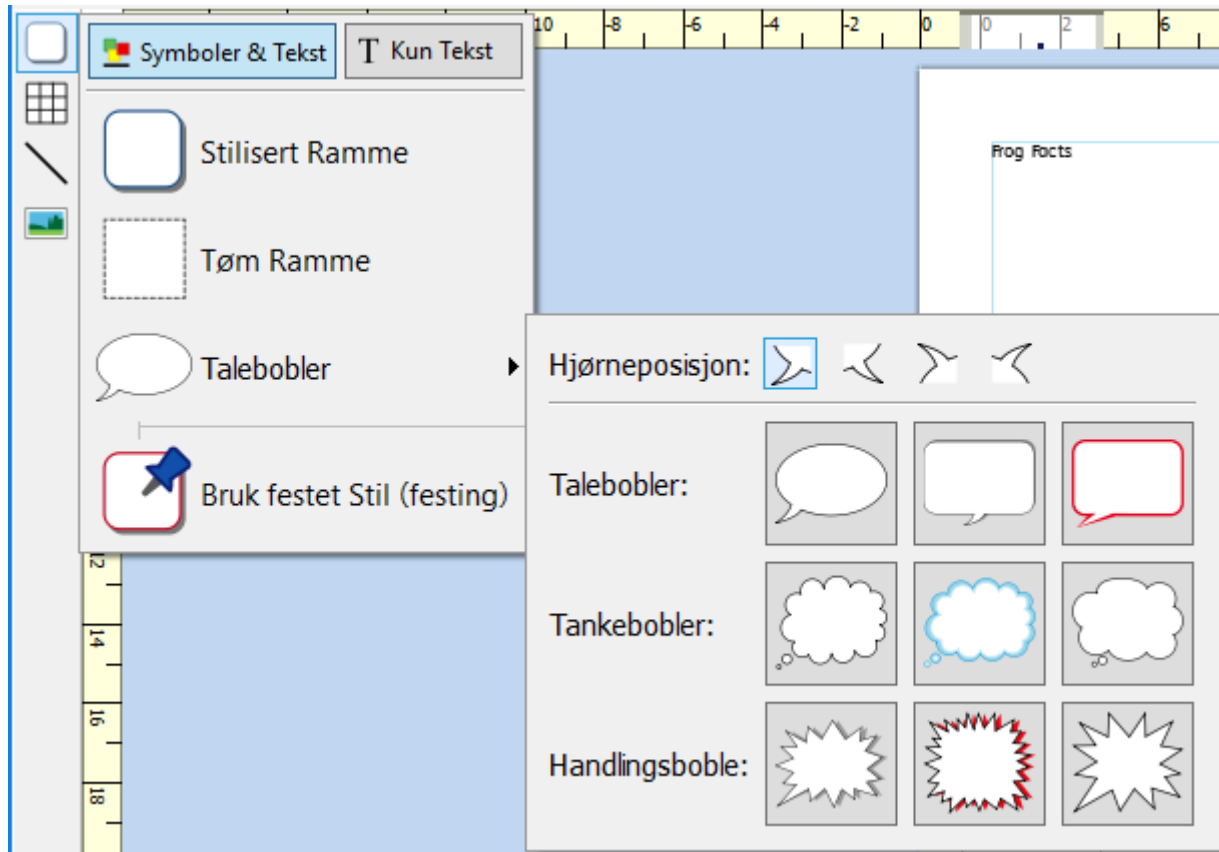 Symboler & Tekst
T Kun Tekst
10 -8 -6 -4 -2 0 0 2 6
Frog Facts
Stilisert Ramme
Tøm Ramme
Talebobler
Bruk festet Stil (festing)
Hjørneposisjon:
Talebobler:
Tankebobler:
Handlingsboble:
12
14
16
18